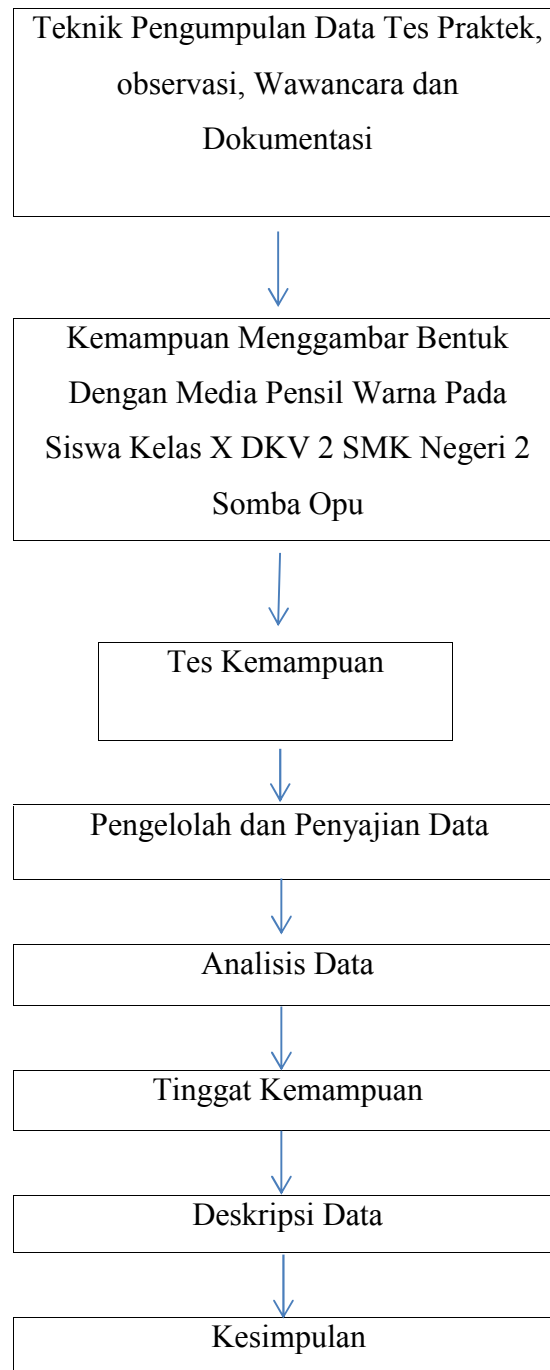 Teknik Pengumpulan Data Tes Praktek,
observasi, Wawancara dan
Dokumentasi
Kemampuan Menggambar Bentuk
Dengan Media Pensil Warna Pada
Siswa Kelas X DKV 2 SMK Negeri 2
Somba Opu
Tes Kemampuan
Pengelolah dan Penyajian Data
Analisis Data
Tinggat Kemampuan
Deskripsi Data
Kesimpulan